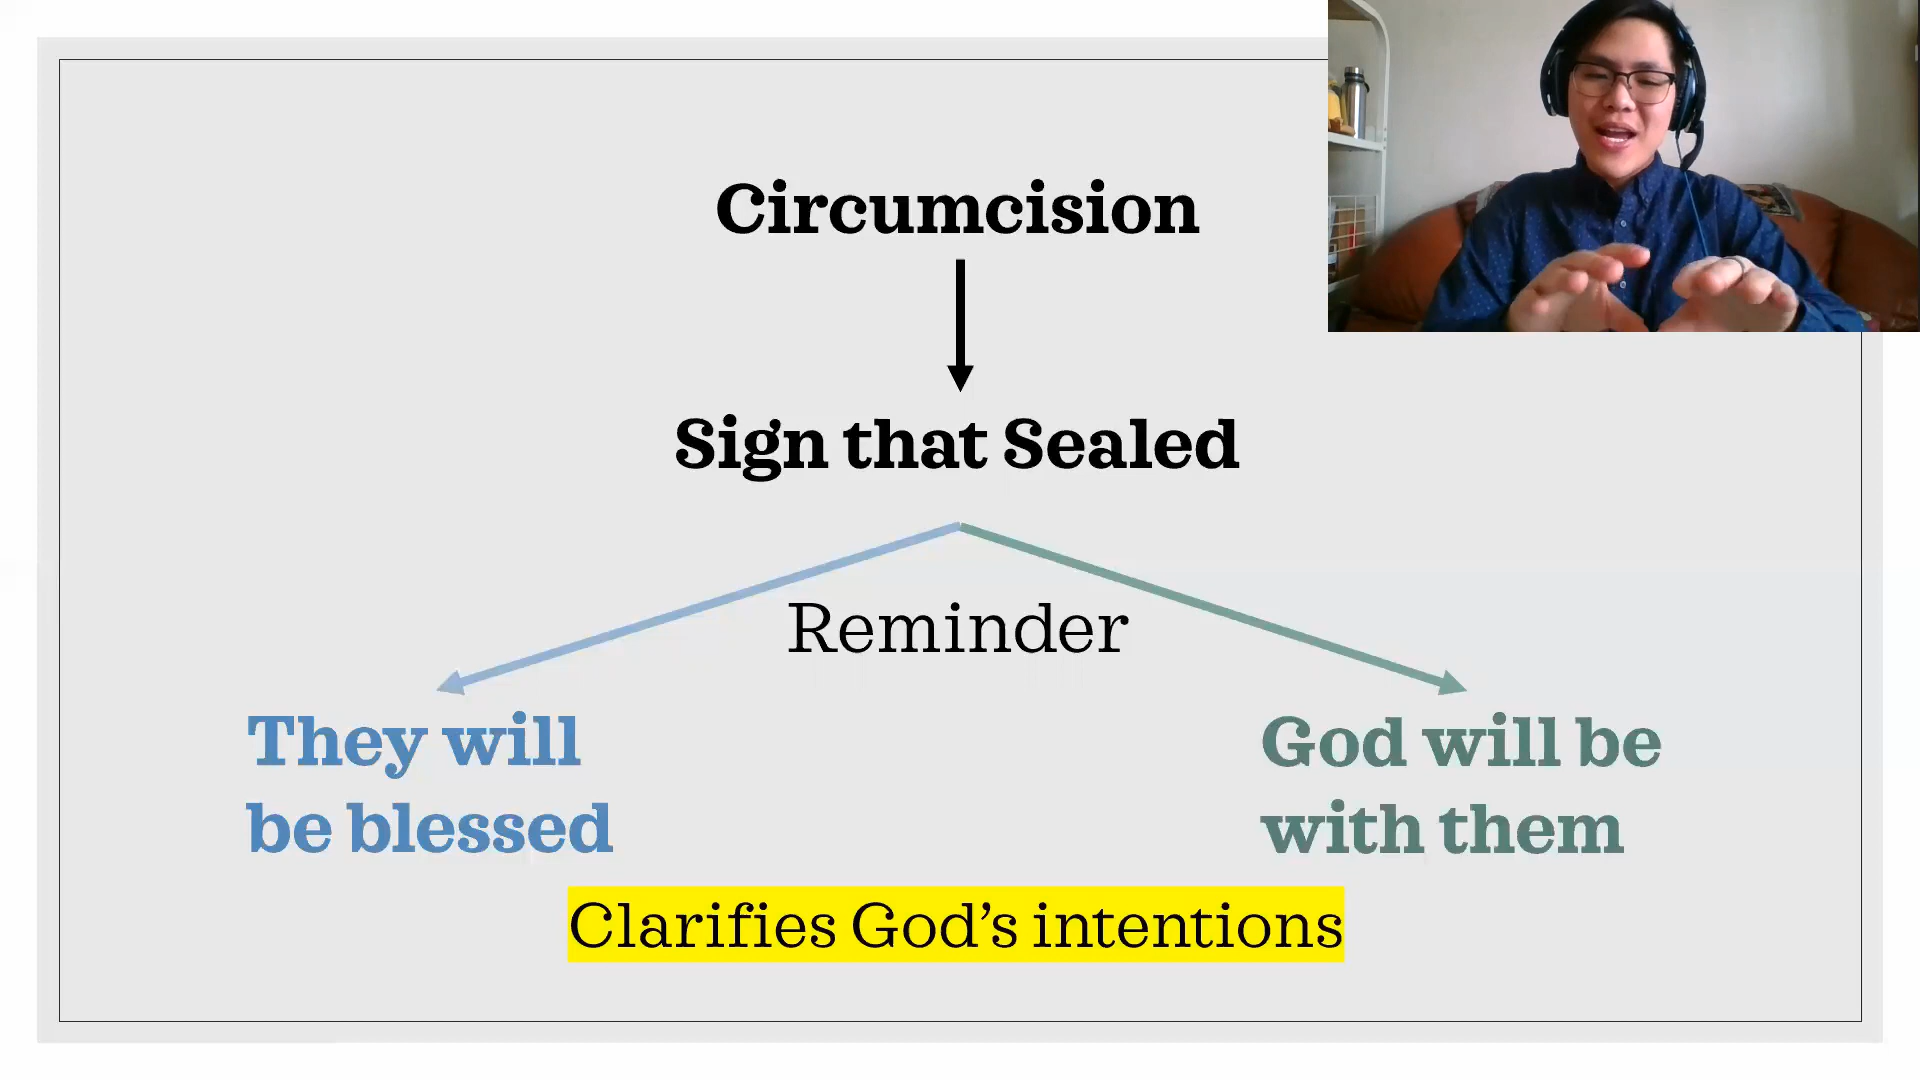 Circumcision
Sign that Sealed
Reminder
They will
be blessed
God will be
with them
Clarifies God’s intentions